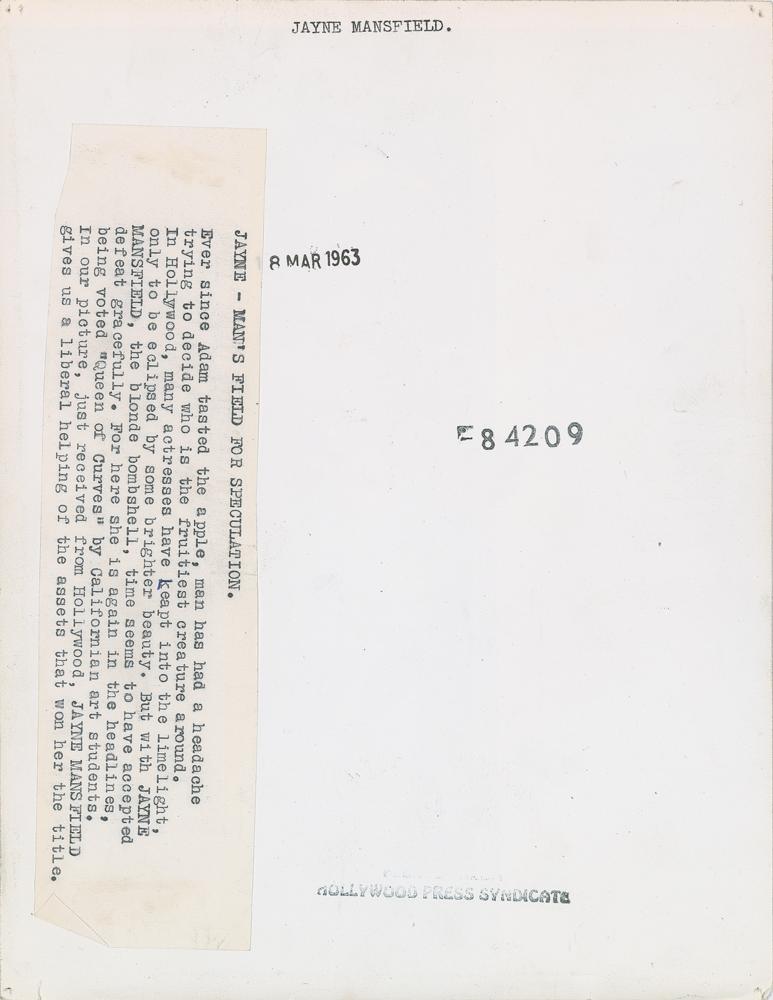 JAYNE MANSFIELD.
JAYNE - MAN'S FIELD FOR SPECULATION.
Ever since Adam tasted the apple, man has had a headache
trying to decide who is the fruitiest creature around.
In Hollywood, many actresses have keapt into the limelight,
only to be eclipsed by some brighter beauty. But with JAYNE
MANSFIELD, the blonde bombshell, time seems to have accepted
defeat gracefully. For here she is again in the headlines,
being voted "Queen of Curves" by Californian art students.
In our picture, just received from Hollywood, JAYNE MANSFIELD
gives us a liberal helping of the assets that won her the title.
8 MAR 1963
E84209
HOLLYWOOD PRESS SYNDICATE